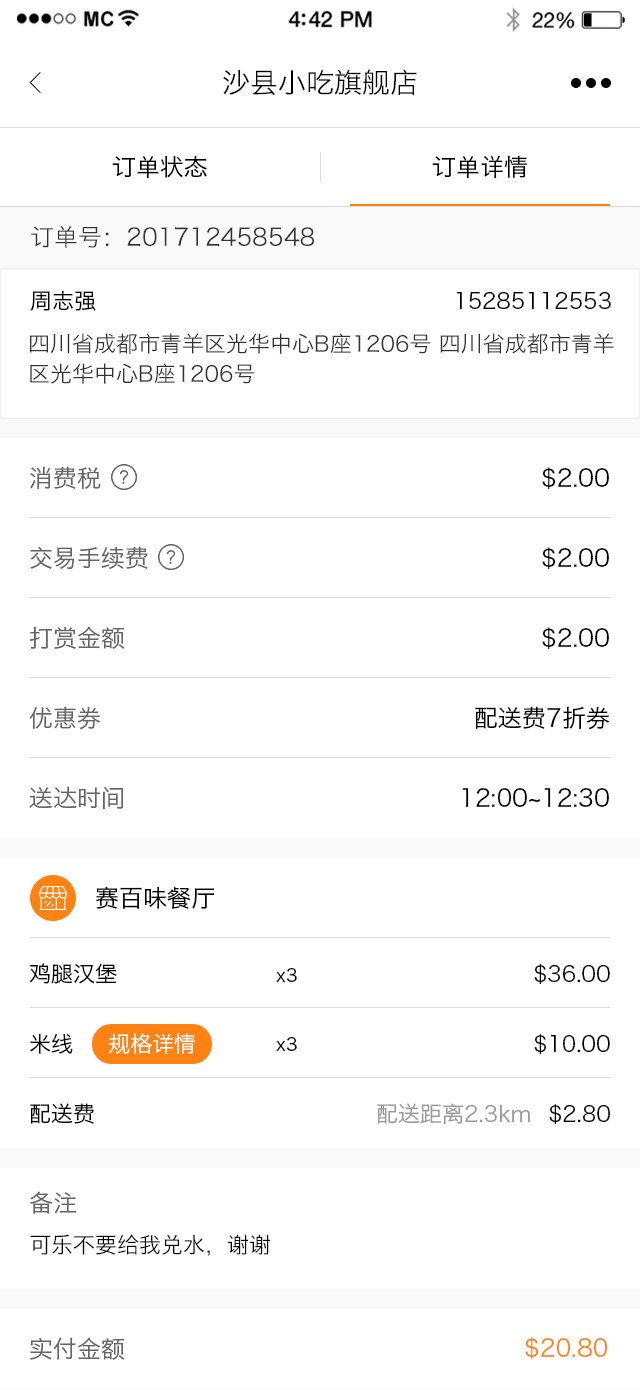 MC 4:42 PM 22%
沙县小吃旗舰店
订单状态 订单详情
订单号：201712458548
周志强 15285112553
四川省成都市青羊区光华中心B座1206号 四川省成都市青羊
区光华中心B座1206号
消费税 ? $2.00
交易手续费 ? $2.00
打赏金额 $2.00
优惠券 配送费7折券
送达时间 12:00~12:30
赛百味餐厅
鸡腿汉堡 x3 $36.00
米线 规格详情 x3 $10.00
配送费 配送距离2.3km $2.80
备注
可乐不要给我兑水，谢谢
实付金额 $20.80